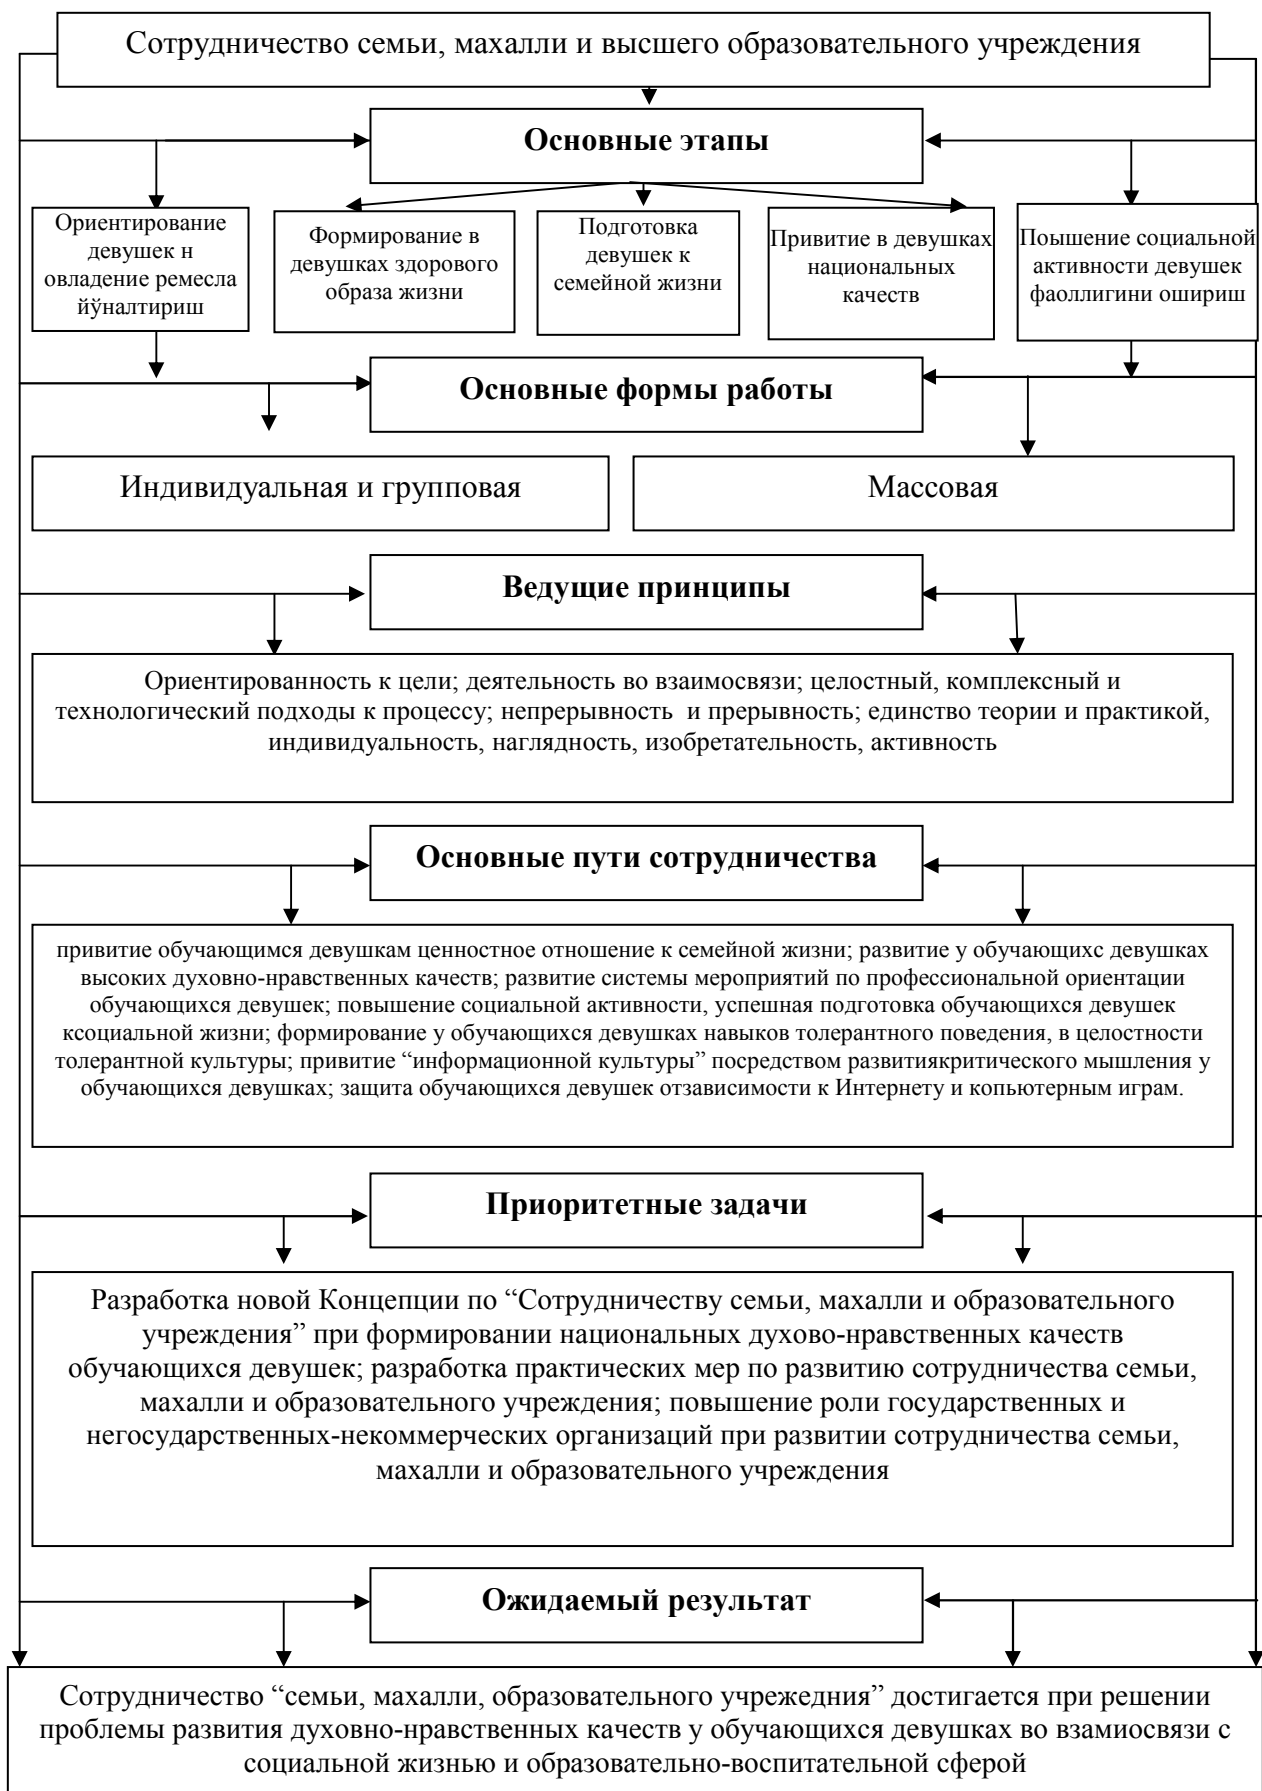 Сотрудничество семьи, махалли и высшего образовательного учреждения
Основные этапы
Ориентирование
девушек н
овладение ремесла
йўналтириш
Формирование в
девушках здорового
образа жизни
Подготовка
девушек к
семейной жизни
Привитие в девушках
национальных
качеств
Поышение социальной
активности девушек
фаоллигини ошириш
Основные формы работы
Индивидуальная и групповая
Массовая
Ведущие принципы
Ориентированность к цели; деятельность во взаимосвязи; целостный, комплексный и
технологический подходы к процессу; непрерывность и прерывность; единство теории и практикой,
индивидуальность, наглядность, изобретательность, активность
Основные пути сотрудничества
привитие обучающимся девушкам ценностное отношение к семейной жизни; развитие у обучающихс девушках
высоких духовно-нравственных качеств; развитие системы мероприятий по профессиональной ориентации
обучающихся девушек; повышение социальной активности, успешная подготовка обучающихся девушек
ксоциальной жизни; формирование у обучающихся девушках навыков толерантного поведения, в целостности
толерантной культуры; привитие “информационной культуры” посредством развитиякритического мышления у
обучающихся девушках; защита обучающихся девушек отзависимости к Интернету и копьютерным играм.
Приоритетные задачи
Разработка новой Концепции по “Сотрудничеству семьи, махалли и образовательного
учреждения” при формировании национальных духово-нравственных качеств
обучающихся девушек; разработка практических мер по развитию сотрудничества семьи,
махалли и образовательного учреждения; повышение роли государственных и
негосударственных-некоммерческих организаций при развитии сотрудничества семьи,
махалли и образовательного учреждения
Ожидаемый результат
Сотрудничество “семьи, махалли, образовательного учрежедния” достигается при решении
проблемы развития духовно-нравственных качеств у обучающихся девушках во взамиосвязи с
социальной жизнью и образовательно-воспитательной сферой